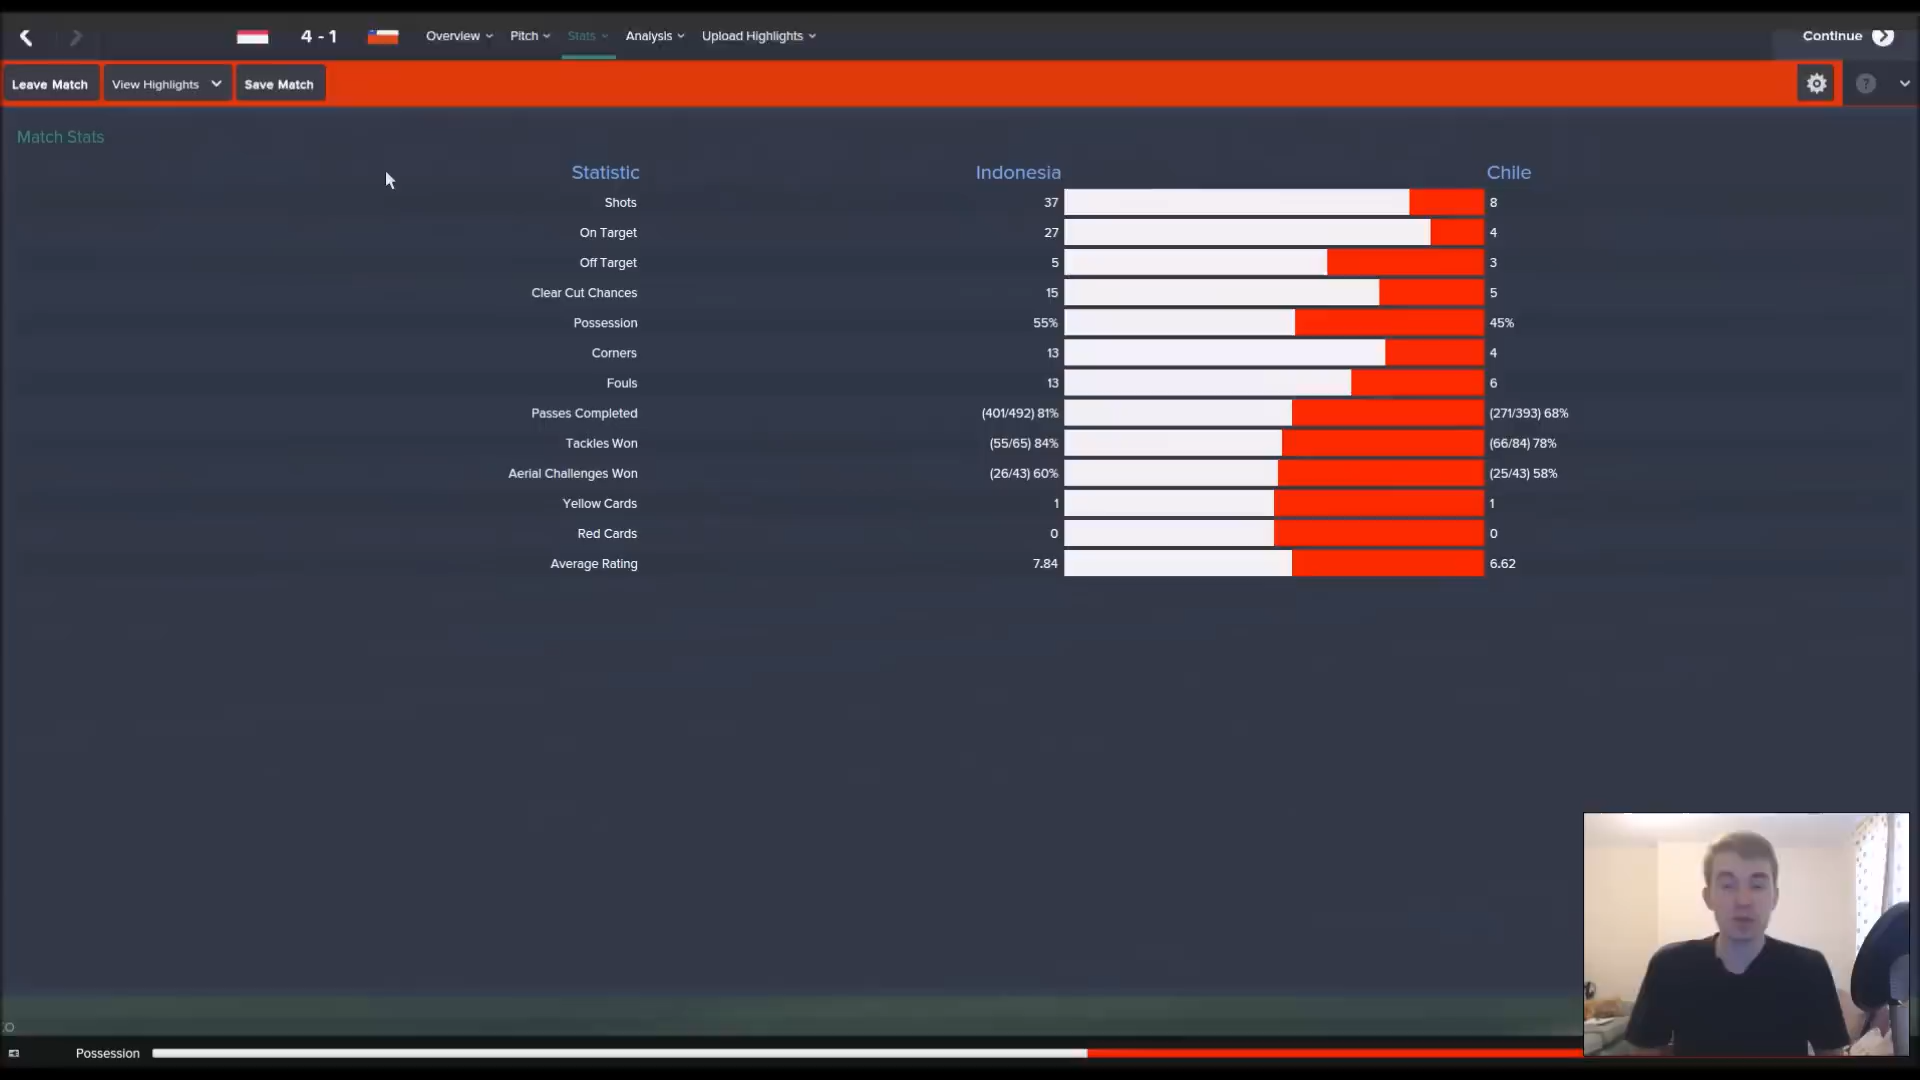 4 - 1 Overview Pitch Stats Analysis Upload Highlights Continue
Leave Match View Highlights Save Match ?
Match Stats
Statistic Indonesia Chile
Shots 37 8
On Target 27 4
Off Target 5 3
Clear Cut Chances 15 5
Possession 55% 45%
Corners 13 4
Fouls 13 6
Passes Completed (401/492) 81% (271/393) 68%
Tackles Won (55/65) 84% (66/84) 78%
Aerial Challenges Won (26/43) 60% (25/43) 58%
Yellow Cards 1 1
Red Cards 0 0
Average Rating 7.84 6.62
Possession